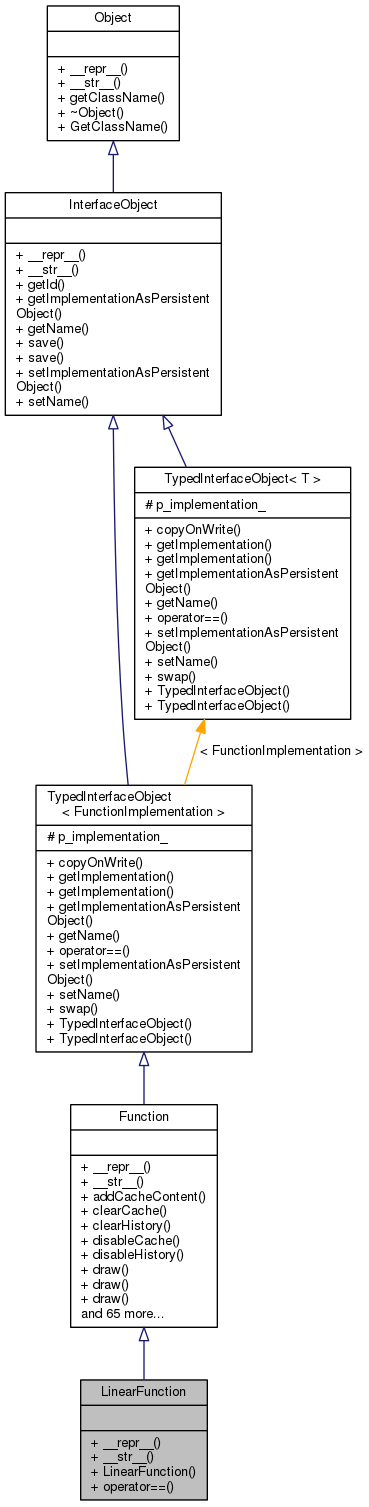 Object
+ __repr__()
+ __str__()
+ getClassName()
+ ~Object()
+ GetClassName()
InterfaceObject
+ __repr__()
+ __str__()
+ getId()
+ getImplementationAsPersistent
Object()
+ getName()
+ save()
+ save()
+ setImplementationAsPersistent
Object()
+ setName()
TypedInterfaceObject< T >
# p_implementation_
+ copyOnWrite()
+ getImplementation()
+ getImplementation()
+ getImplementationAsPersistent
Object()
+ getName()
+ operator==()
+ setImplementationAsPersistent
Object()
+ setName()
+ swap()
+ TypedInterfaceObject()
+ TypedInterfaceObject()
< FunctionImplementation >
TypedInterfaceObject
< FunctionImplementation >
# p_implementation_
+ copyOnWrite()
+ getImplementation()
+ getImplementation()
+ getImplementationAsPersistent
Object()
+ getName()
+ operator==()
+ setImplementationAsPersistent
Object()
+ setName()
+ swap()
+ TypedInterfaceObject()
+ TypedInterfaceObject()
Function
+ __repr__()
+ __str__()
+ addCacheContent()
+ clearCache()
+ clearHistory()
+ disableCache()
+ disableHistory()
+ draw()
+ draw()
+ draw()
and 65 more...
LinearFunction
+ __repr__()
+ __str__()
+ LinearFunction()
+ operator==()